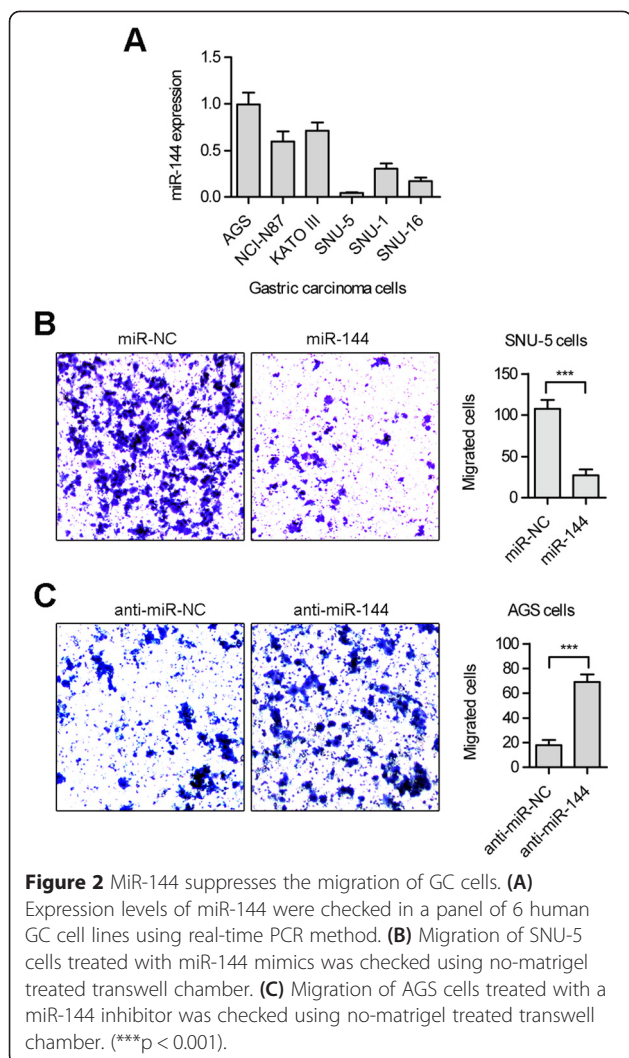 A
miR-144 expression
1.5
1.0
0.5
0.0
AGS
NCI-N87
KATO III
SNU-5
SNU-1
SNU-16
Gastric carcinoma cells
B
miR-NC
miR-144
SNU-5 cells
Migrated cells
150
100
50
0
***
miR-NC
miR-144
C
anti-miR-NC
anti-miR-144
AGS cells
Migrated cells
100
80
60
40
20
0
***
anti-miR-NC
anti-miR-144
Figure 2 MiR-144 suppresses the migration of GC cells. (A)
Expression levels of miR-144 were checked in a panel of 6 human
GC cell lines using real-time PCR method. (B) Migration of SNU-5
cells treated with miR-144 mimics was checked using no-matrigel
treated transwell chamber. (C) Migration of AGS cells treated with a
miR-144 inhibitor was checked using no-matrigel treated transwell
chamber. (***p < 0.001).